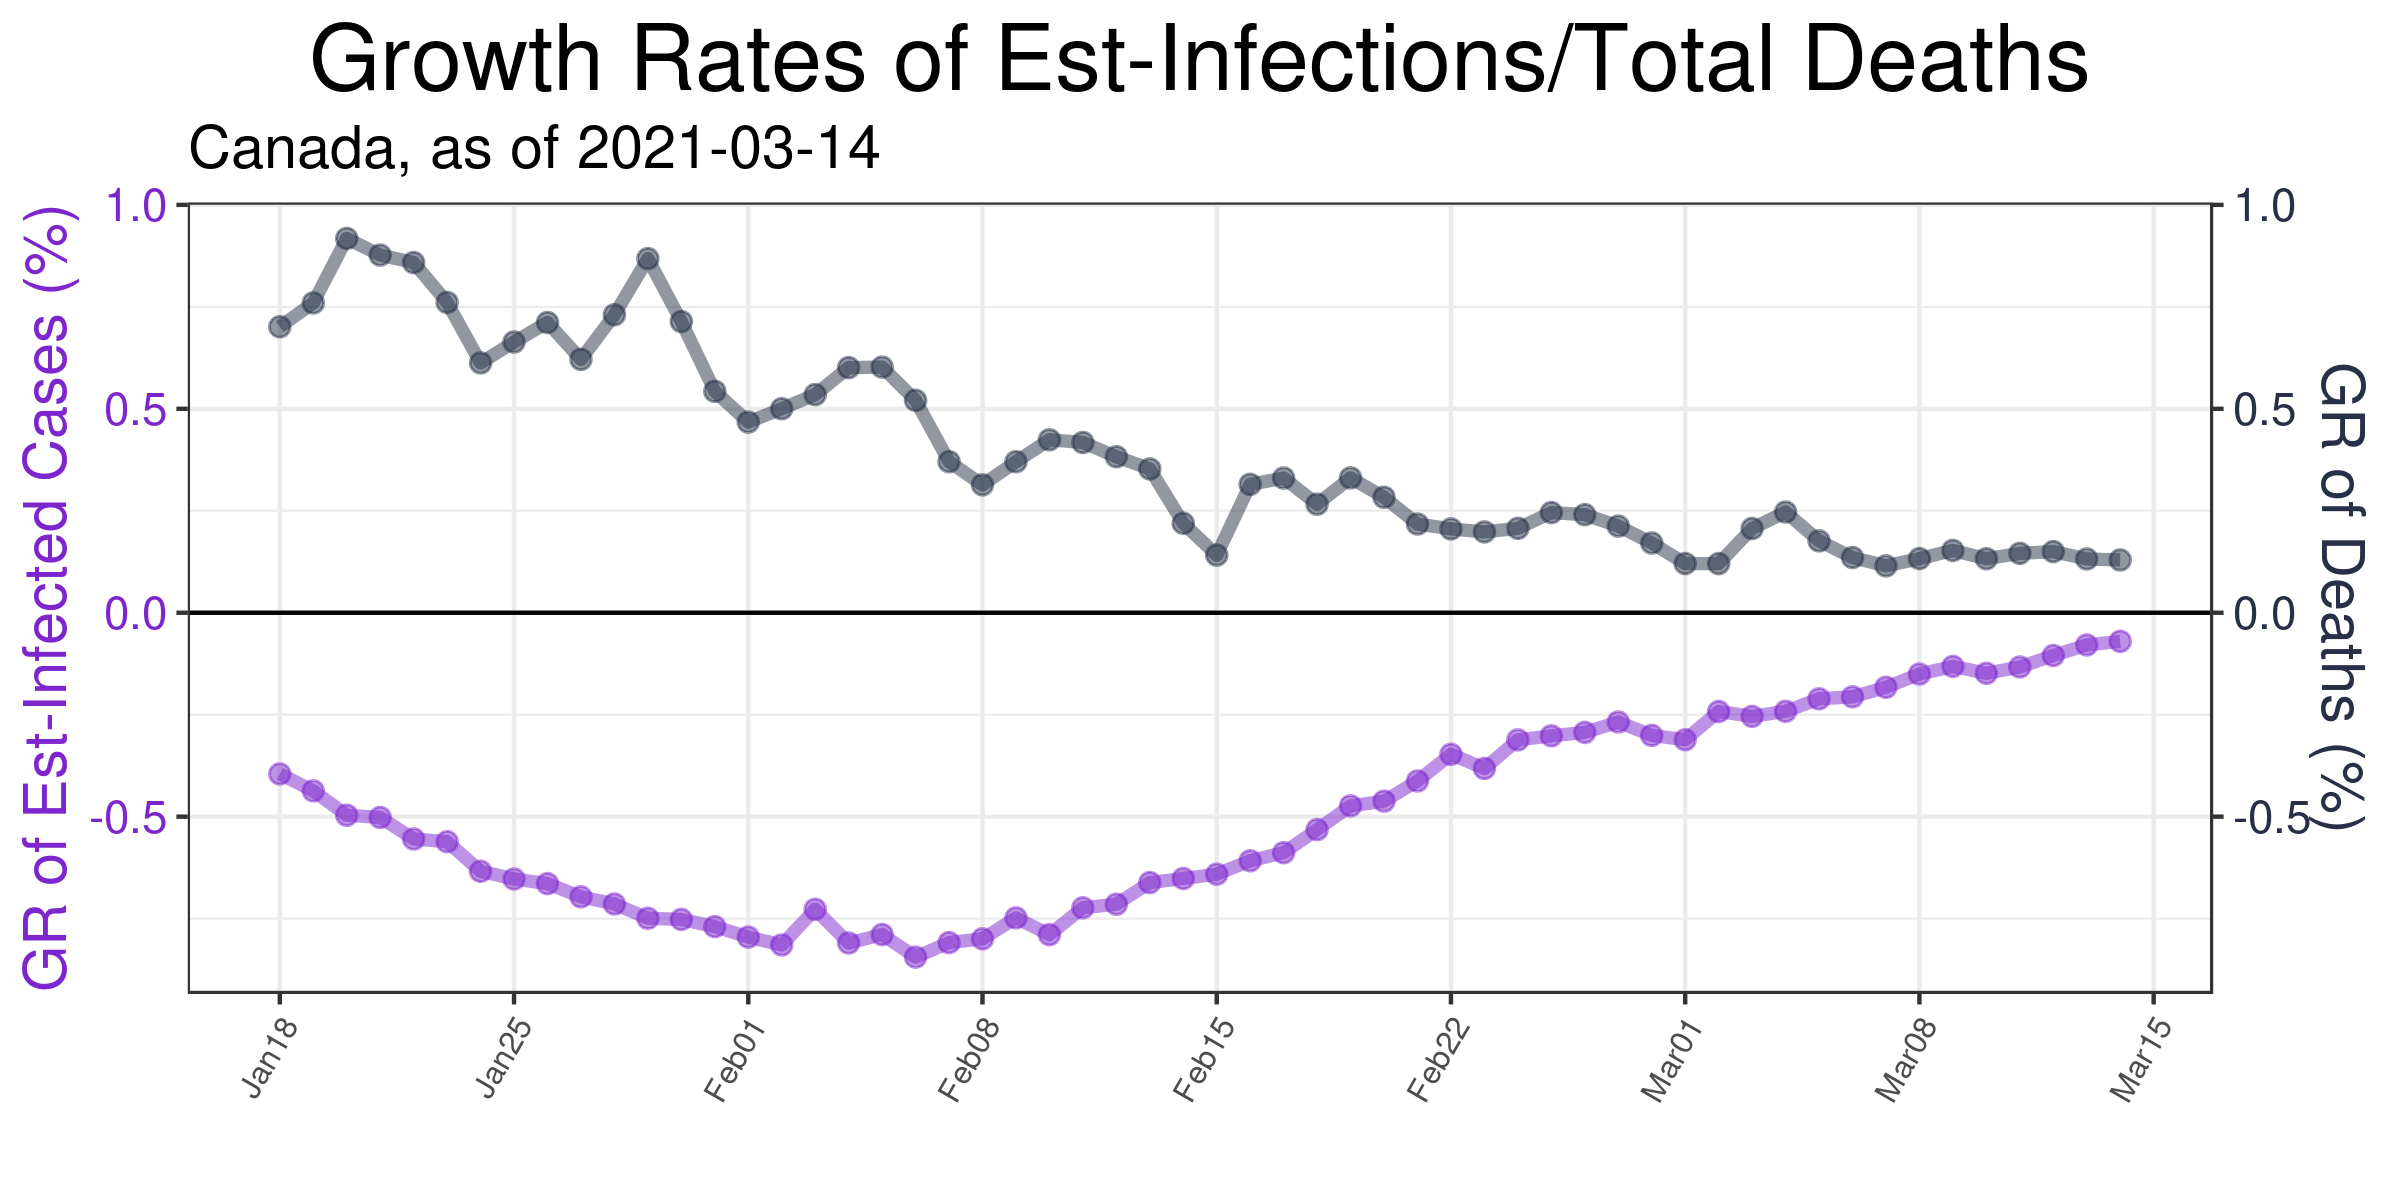 Growth Rates of Est-Infections/Total Deaths
Canada, as of 2021-03-14
GR of Est-Infected Cases (%)
1.0
0.5
0.0
-0.5
1.0
0.5
0.0
-0.5
GR of Deaths (%)
Jan18
Jan25
Feb01
Feb08
Feb15
Feb22
Mar01
Mar08
Mar15